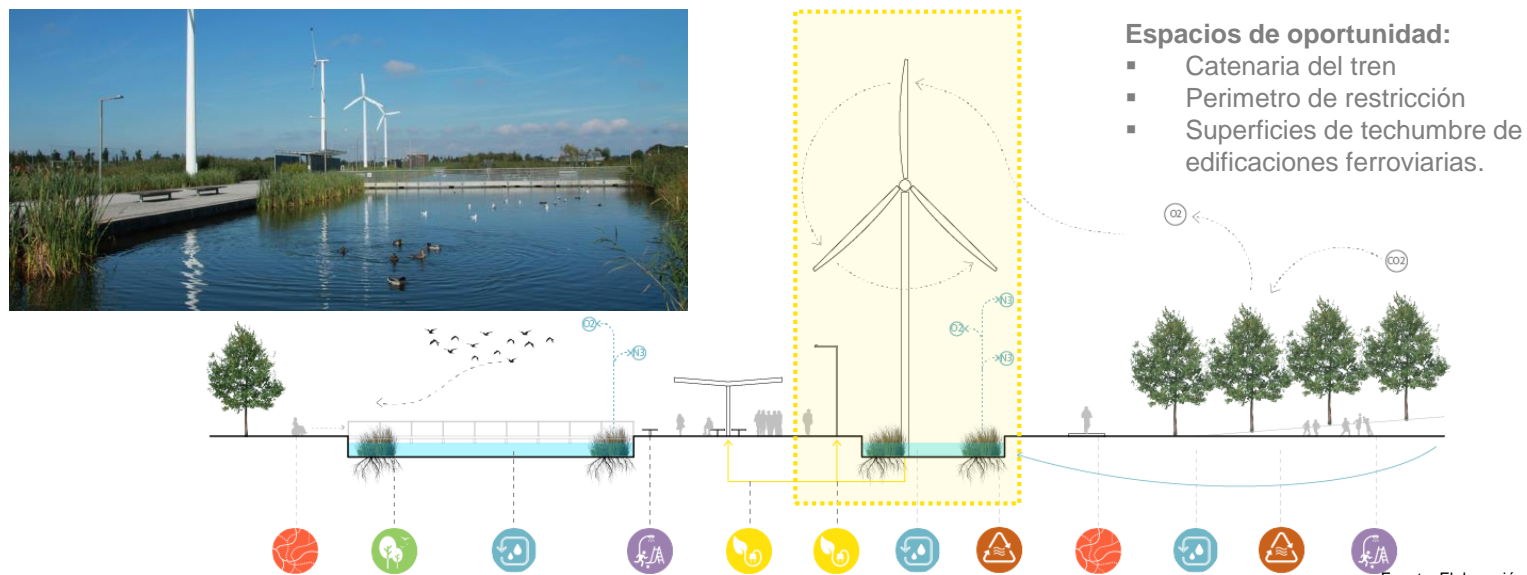 Espacios de oportunidad:
▪ Catenaria del tren
▪ Perimetro de restricción
▪ Superficies de techumbre de
edificaciones ferroviarias.
O2
CO2
N3
O2
N3
O2
N3